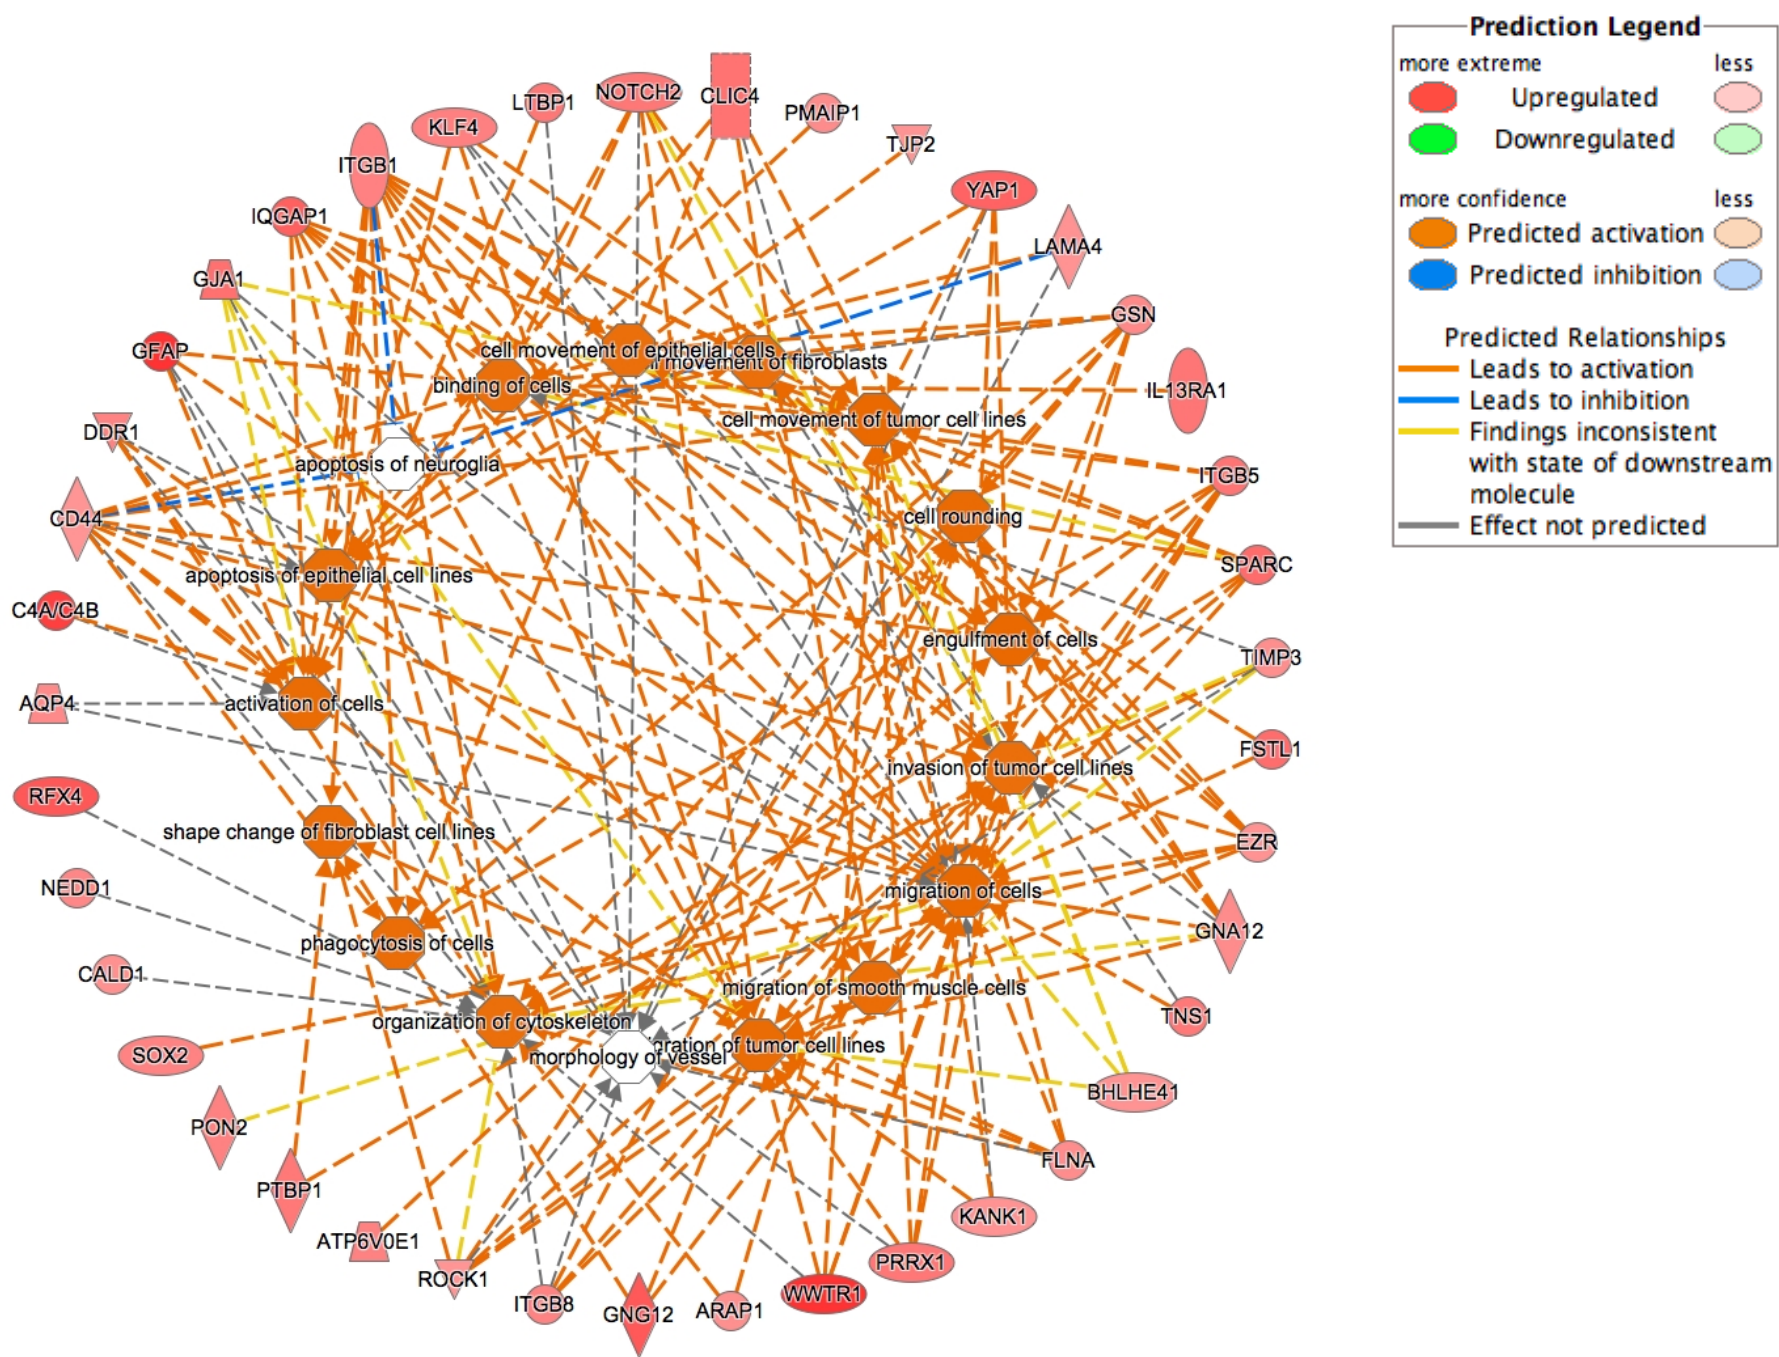 Prediction Legend
more extreme less
Upregulated
Downregulated
more confidence less
Predicted activation
Predicted inhibition
Predicted Relationships
Leads to activation
Leads to inhibition
Findings inconsistent
with state of downstream
molecule
Effect not predicted
CLIC4
NOTCH2
LTBP1
PMAIP1
KLF4
TJP2
ITGB1
YAP1
IQGAP1
LAMA4
GJA1
GSN
GFAP
cell movement of epithelial cells
movement of fibroblasts
binding of cells
IL13RA1
DDR1
cell movement of tumor cell lines
apoptosis of neuroglia
ITGB5
CD44
cell rounding
SPARC
apoptosis of epithelial cell lines
C4A/C4B
engulfment of cells
TIMP3
AQP4
activation of cells
FSTL1
invasion of tumor cell lines
RFX4
shape change of fibroblast cell lines
EZR
NEDD1
migration of cells
GNA12
phagocytosis of cells
CALD1
migration of smooth muscle cells
TNS1
organization of cytoskeleton
SOX2
morphology of vessel
of tumor cell lines
BHLHE41
PON2
FLNA
PTBP1
KANK1
ATP6V0E1
PRRX1
ROCK1
WWTR1
ITGB8
GNG12
ARAP1